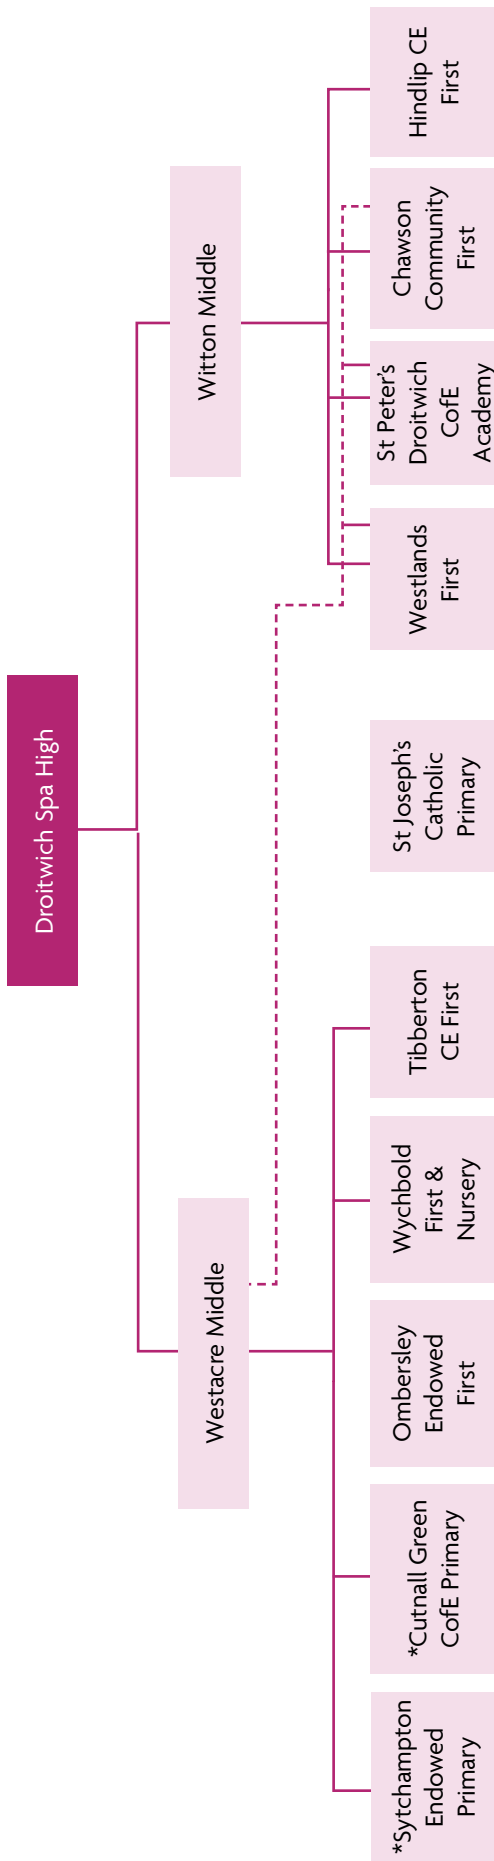 Droitwich Spa High
Westacre Middle
Witton Middle
*Sytchampton
Endowed
Primary
*Cutnall Green
CofE Primary
Ombersley
Endowed
First
Wychbold
First &
Nursery
Tibberton
CE First
St Joseph's
Catholic
Primary
Westlands
First
St Peter's
Droitwich
CofE
Academy
Chawson
Community
First
Hindlip CE
First